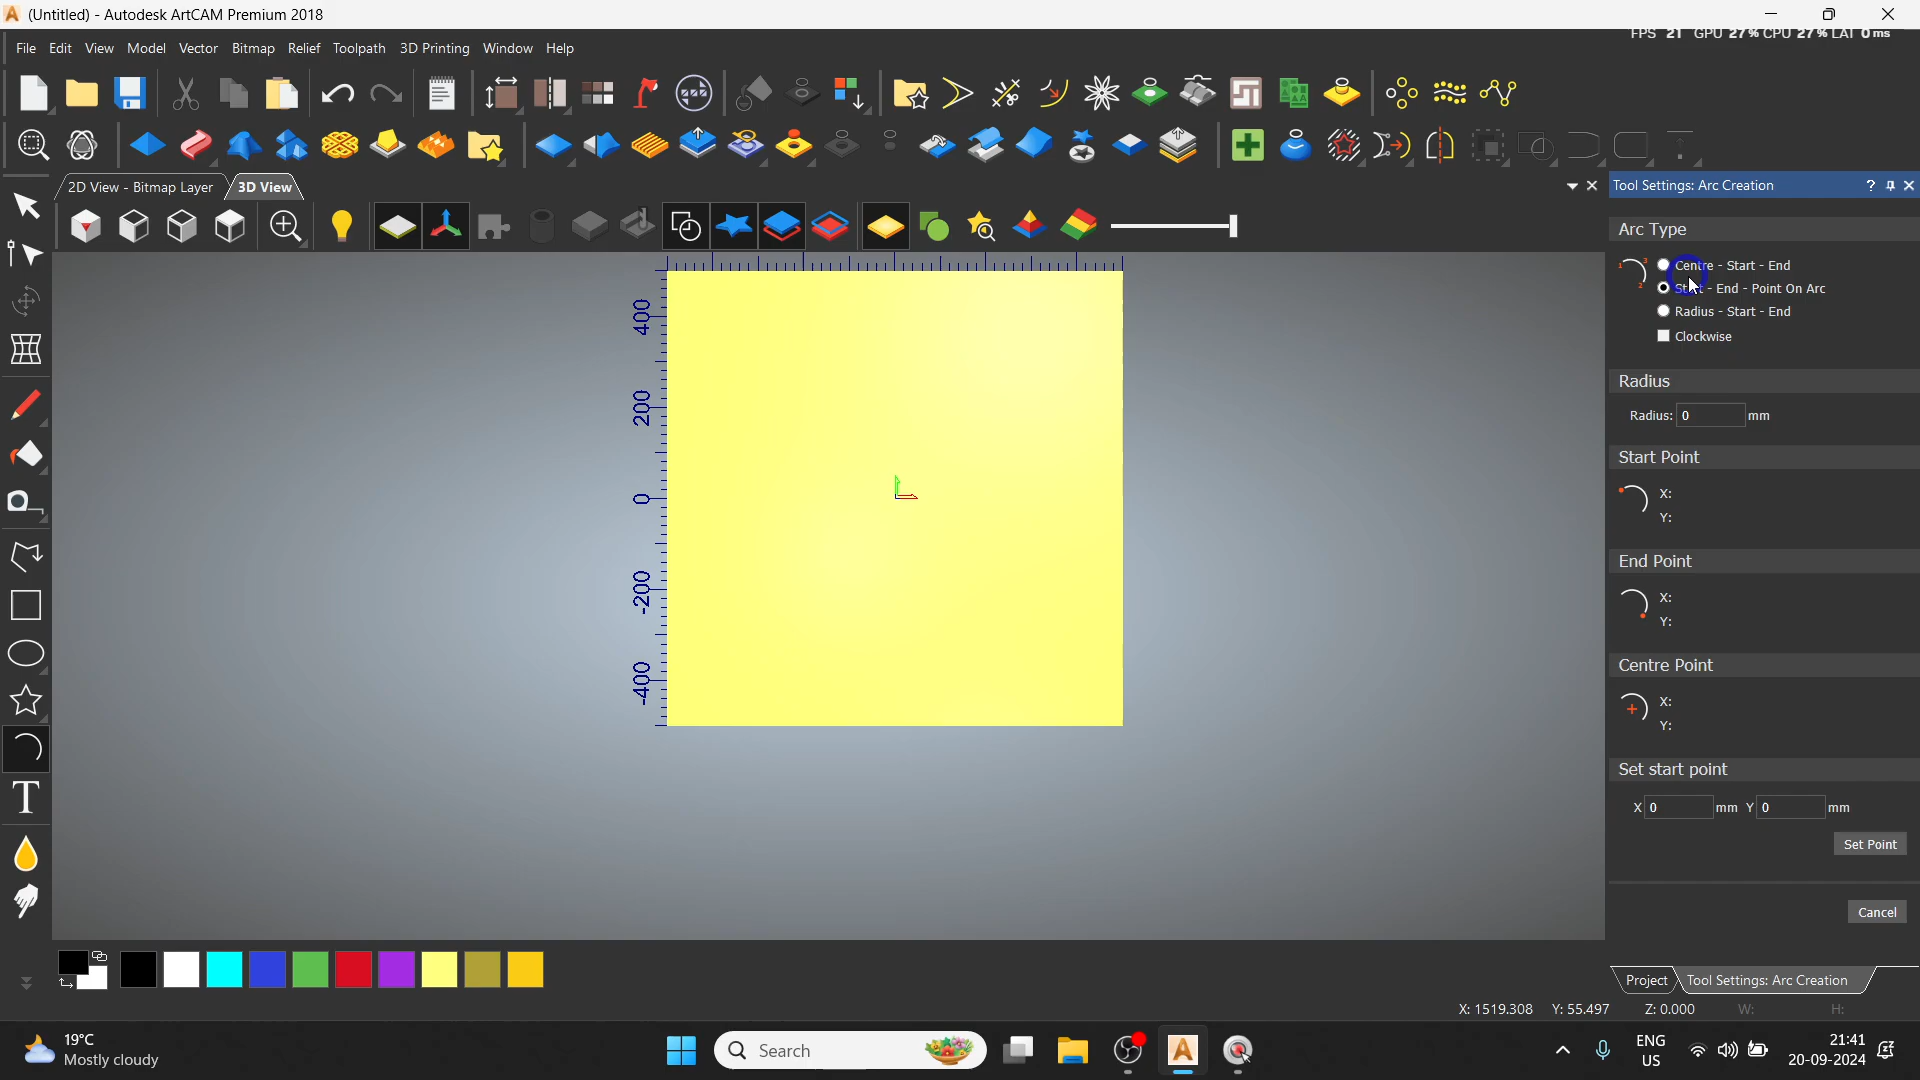 (Untitled) - Autodesk ArtCAM Premium 2018
FPS 21 GPU 27% CPU 27% LAT 0 ms
File Edit View Model Vector Bitmap Relief Toolpath 3D Printing Window Help
2D View - Bitmap Layer 3D View
Tool Settings: Arc Creation
Arc Type
Centre - Start - End
Start - End - Point On Arc
Radius - Start - End
Clockwise
Radius
Radius: 0 mm
Start Point
X:
Y:
End Point
X:
Y:
Centre Point
X:
Y:
Set start point
X 0 mm Y 0 mm
Set Point
Cancel
400
200
0
-200
-400
T
Project Tool Settings: Arc Creation
X: 1519.308 Y: 55.497 Z: 0.000 W: H:
19°C
Mostly cloudy
Search
ENG
US
21:41
20-09-2024